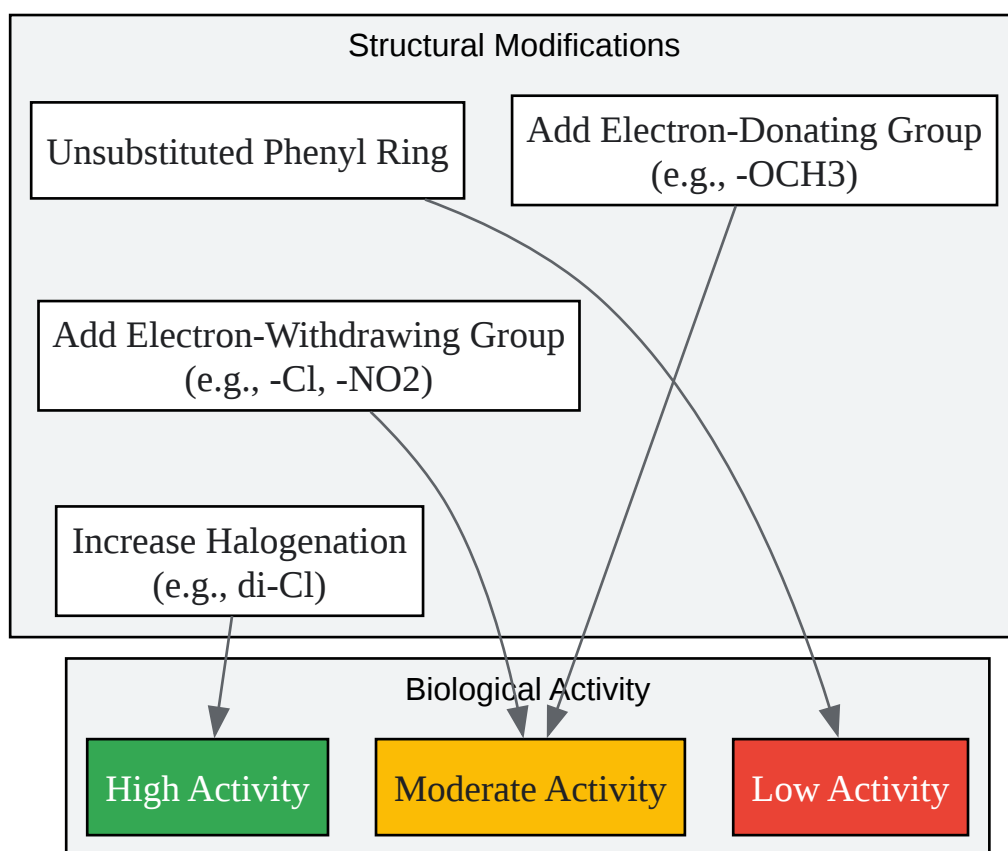 Structural Modifications
Unsubstituted Phenyl Ring
Add Electron-Donating Group
(e.g., -OCH3)
Add Electron-Withdrawing Group
(e.g., -Cl, -NO2)
Increase Halogenation
(e.g., di-Cl)
Biological Activity
High Activity
Moderate Activity
Low Activity